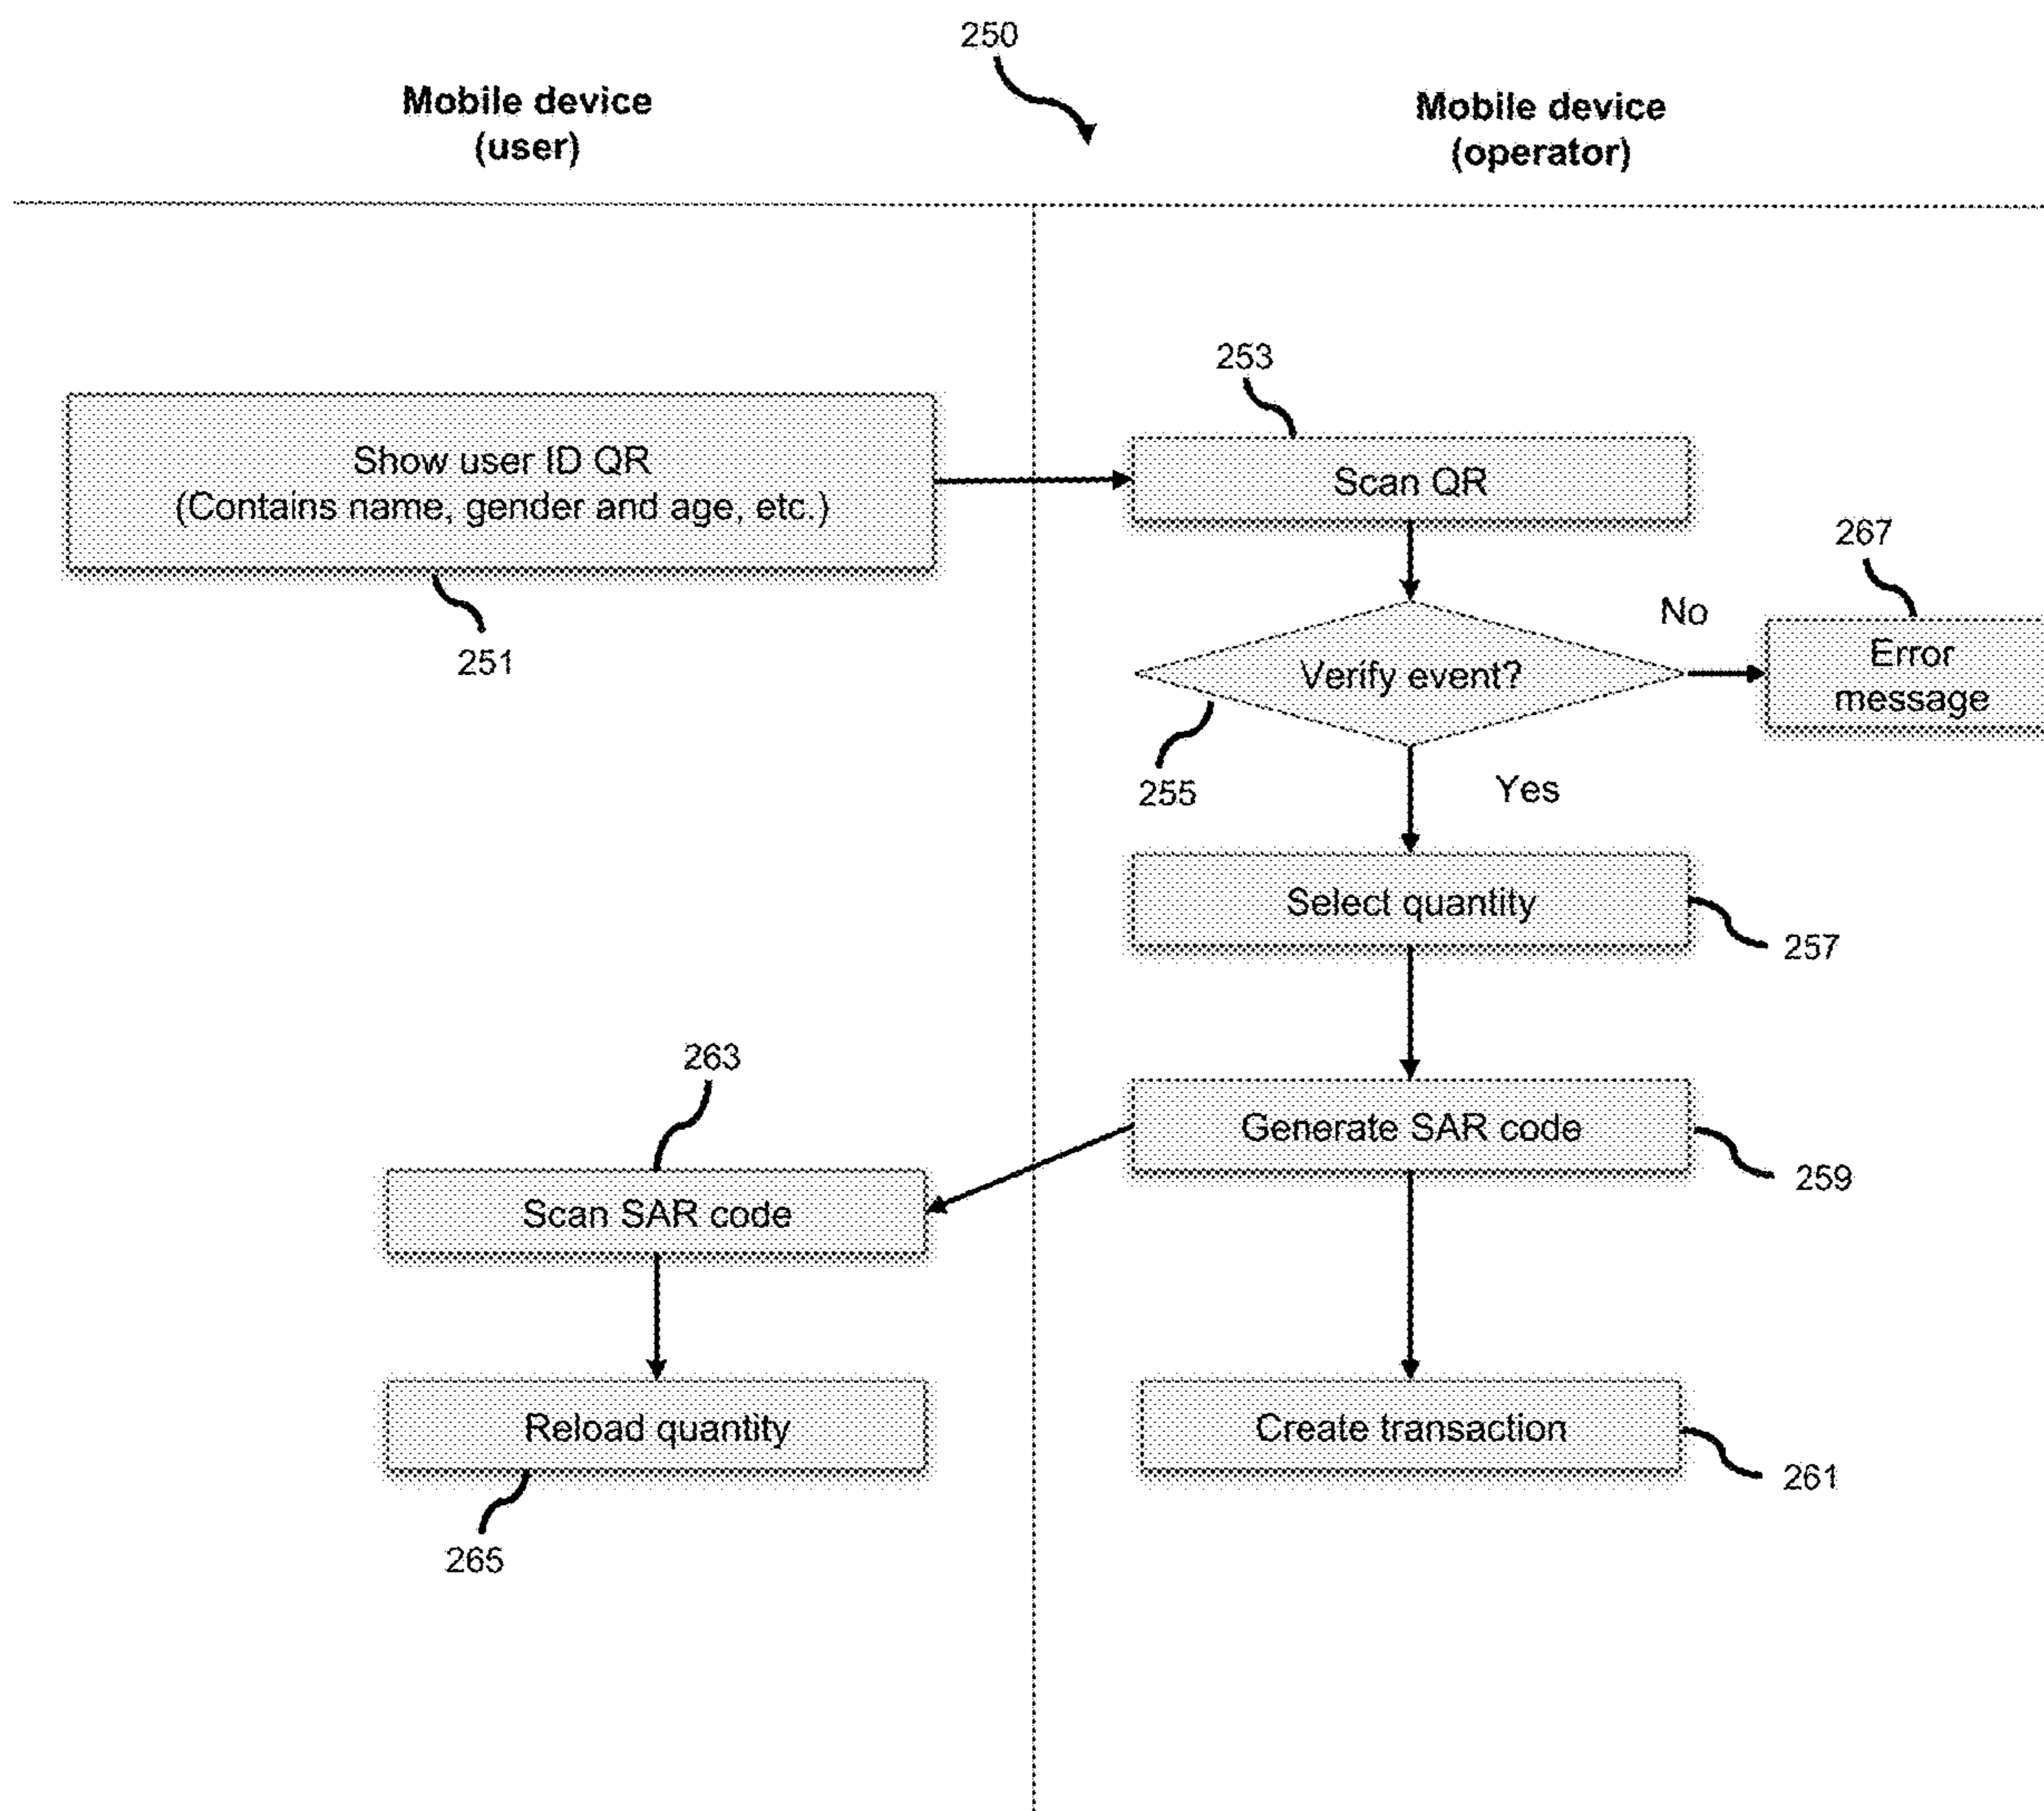 250
Mobile device
(user)
Mobile device
(operator)
253
Show user ID QR
(Contains name, gender and age, etc.)
Scan QR
267
251
No
Verify event?
Error
message
255
Yes
Select quantity
257
263
Generate SAR code
259
Scan SAR code
Reload quantity
Create transaction
261
265